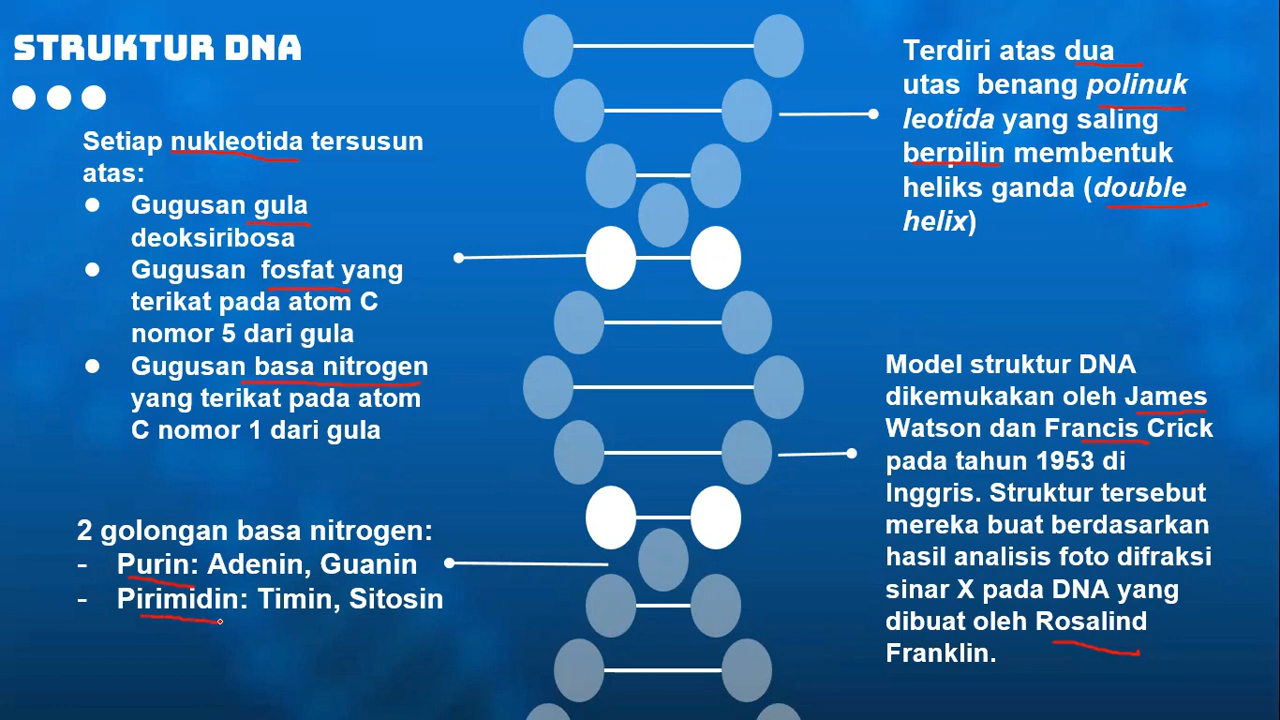 STRUKTUR DNA
Setiap nukleotida tersusun
atas:
● Gugusan gula
deoksiribosa
● Gugusan fosfat yang
terikat pada atom C
nomor 5 dari gula
● Gugusan basa nitrogen
yang terikat pada atom
C nomor 1 dari gula
2 golongan basa nitrogen:
- Purin: Adenin, Guanin
- Pirimidin: Timin, Sitosin
Terdiri atas dua
utas benang polinuk
leotida yang saling
berpilin membentuk
heliks ganda (double
helix)
Model struktur DNA
dikemukakan oleh James
Watson dan Francis Crick
pada tahun 1953 di
Inggris. Struktur tersebut
mereka buat berdasarkan
hasil analisis foto difraksi
sinar X pada DNA yang
dibuat oleh Rosalind
Franklin.